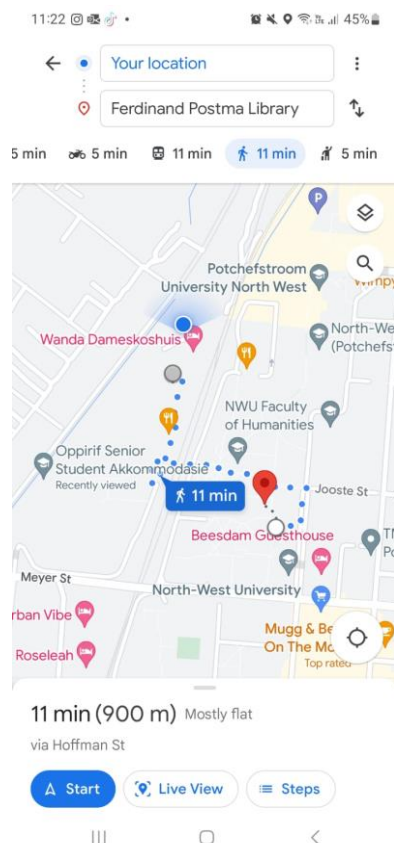 11:22
45%
Your location
Ferdinand Postma Library
5 min
5 min
11 min
11 min
5 min
P
Potchefstroom
University North West
Wimpy
Wanda Dameskoshuis
North-We
(Potchefs
NWU Faculty
of Humanities
Oppirif Senior
Student Akkommodasie
Recently viewed
11 min
Jooste St
Beesdam Guesthouse
Meyer St
North-West University
rban Vibe
Mugg & Be
On The Mo
Top rated
Roseleah
11 min (900 m) Mostly flat
via Hoffman St
Start
Live View
Steps